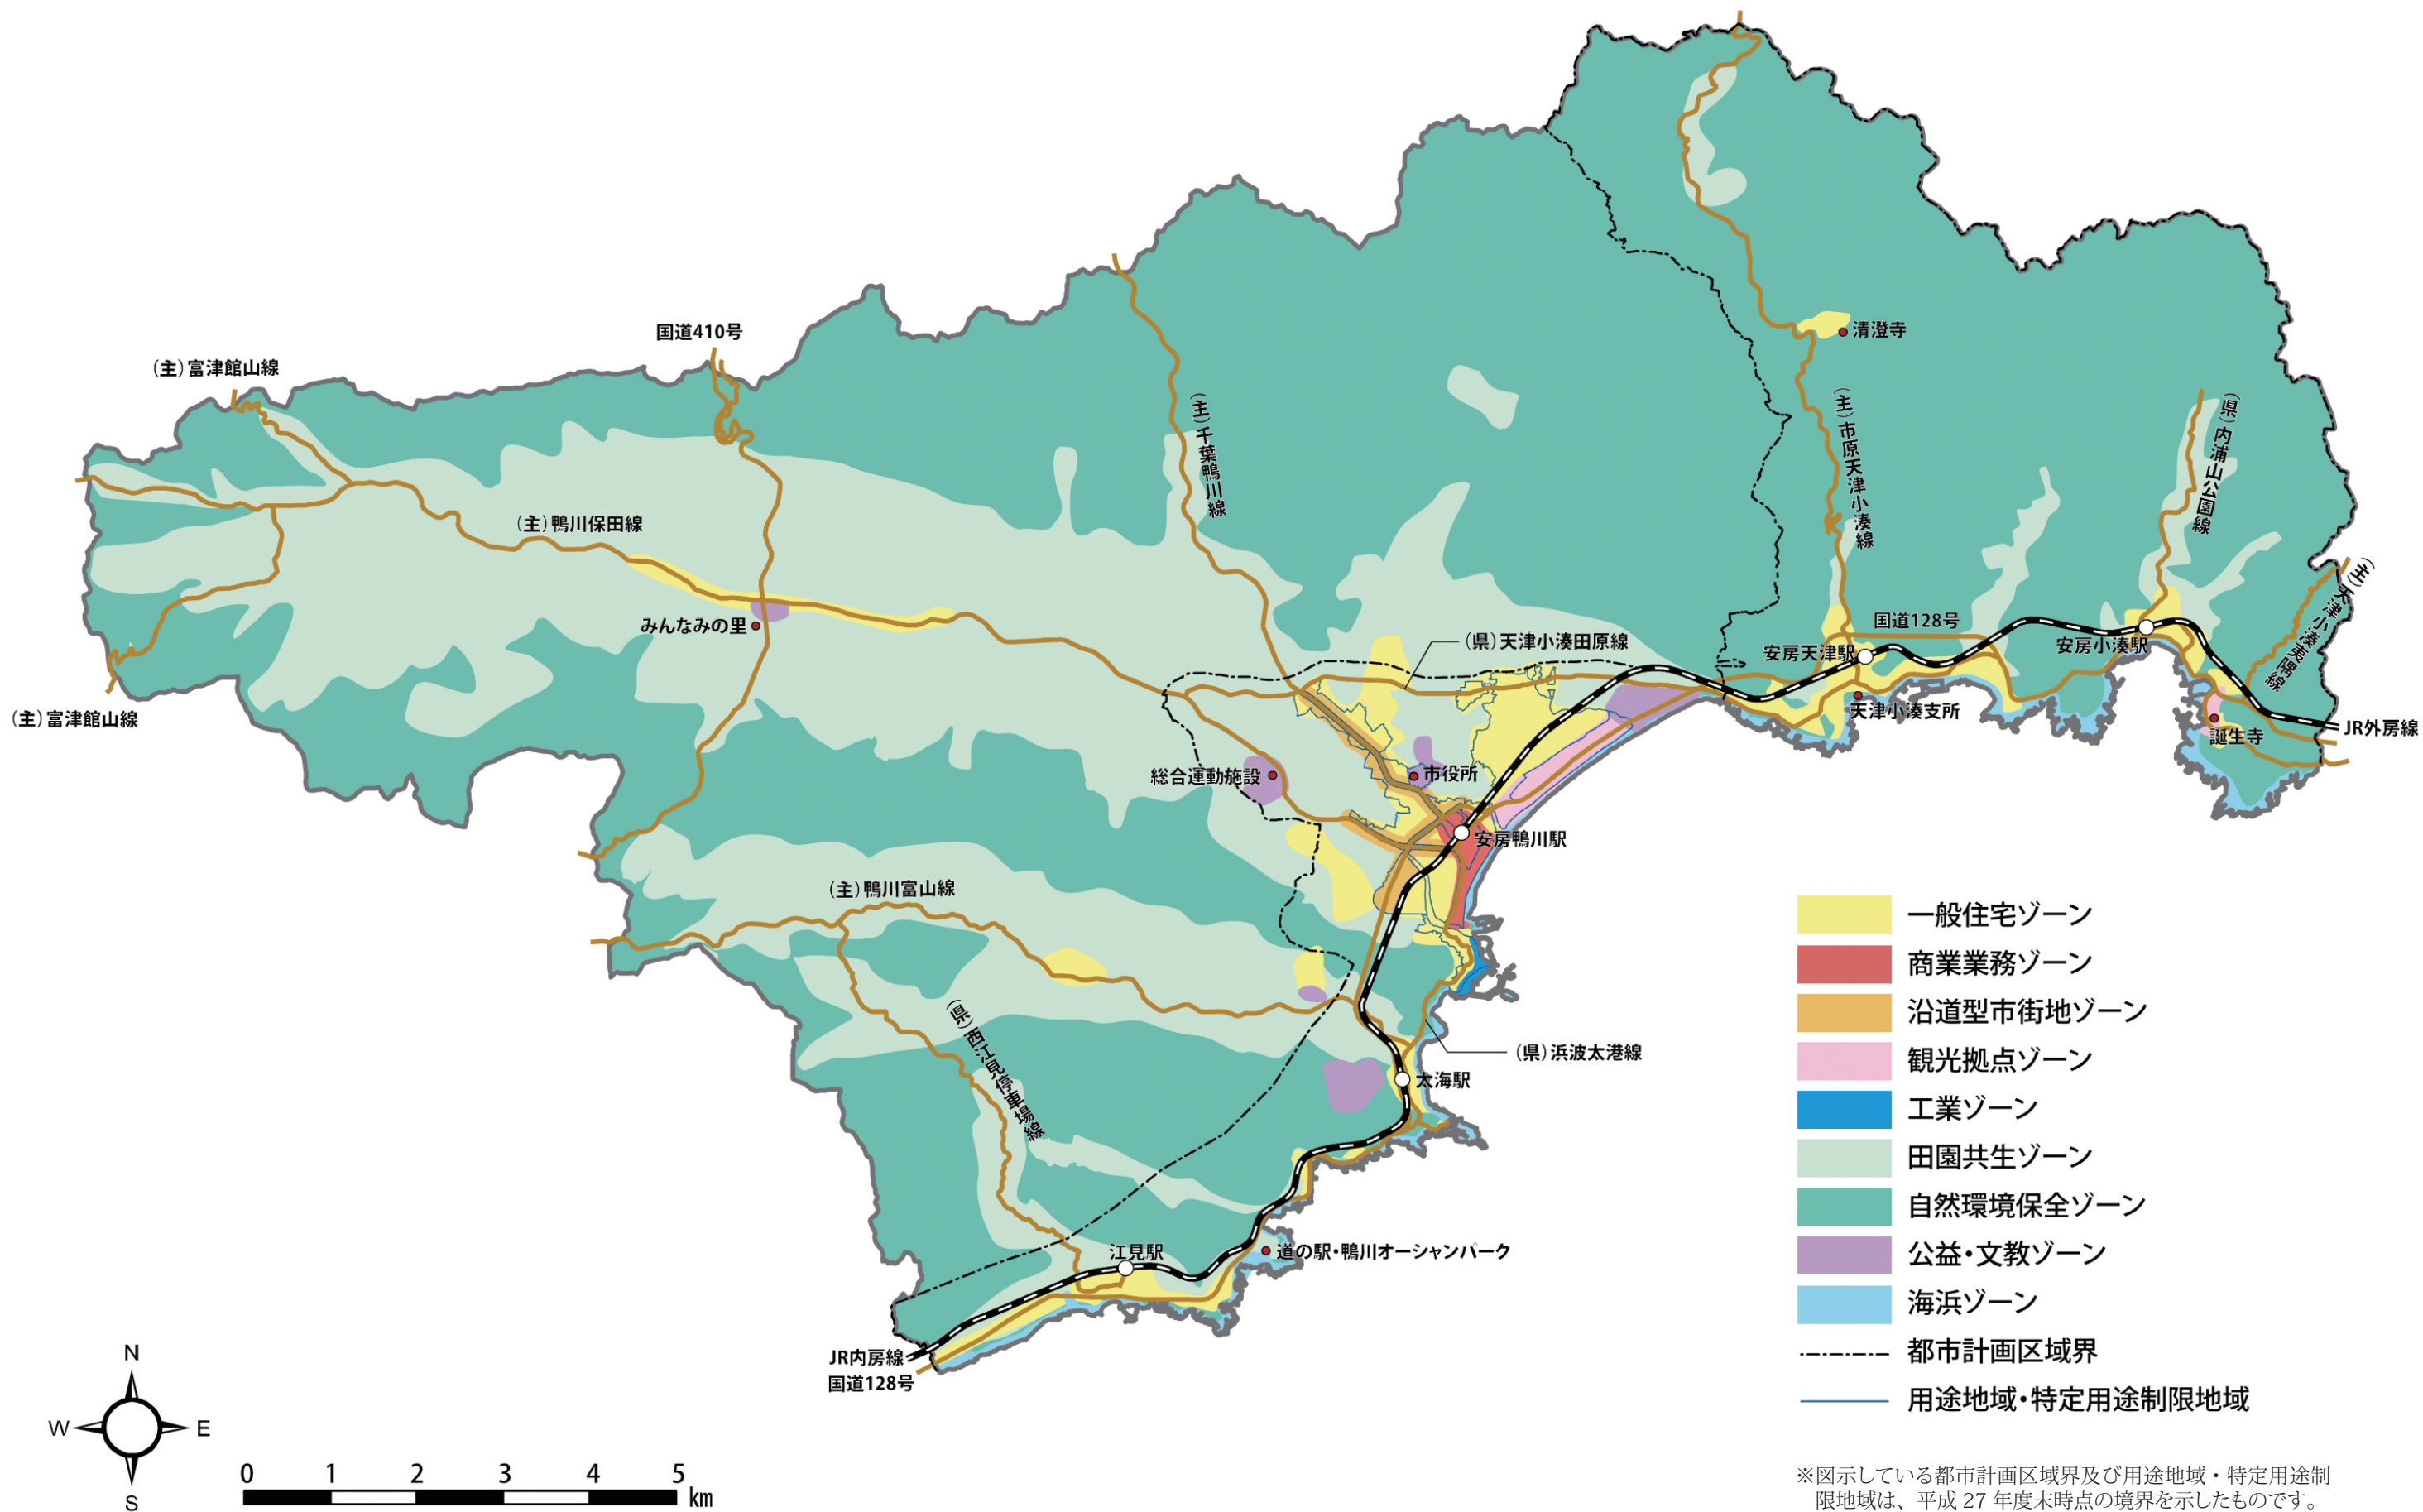 清澄寺
国道410号
(主)富津館山線
(主)市原天津小湊線
(県)内浦山公園線
(主)千葉鴨川線
(主)鴨川保田線
(主)天津小湊夷隅線
国道128号
みんなみの里
(県)天津小湊田原線
安房天津駅
安房小湊駅
(主)富津館山線
天津小湊支所
JR外房線
誕生寺
総合運動施設
市役所
安房鴨川駅
(主)鴨川富山線
(県)西江見停車場線
(県)浜波太港線
太海駅
江見駅
道の駅・鴨川オーシャンパーク
JR内房線
国道128号
一般住宅ゾーン
商業業務ゾーン
沿道型市街地ゾーン
観光拠点ゾーン
工業ゾーン
田園共生ゾーン
自然環境保全ゾーン
公益・文教ゾーン
海浜ゾーン
都市計画区域界
用途地域・特定用途制限地域
N
W E
S
0 1 2 3 4 5
km
※図示している都市計画区域界及び用途地域・特定用途制
限地域は、平成 27 年度末時点の境界を示したものです。